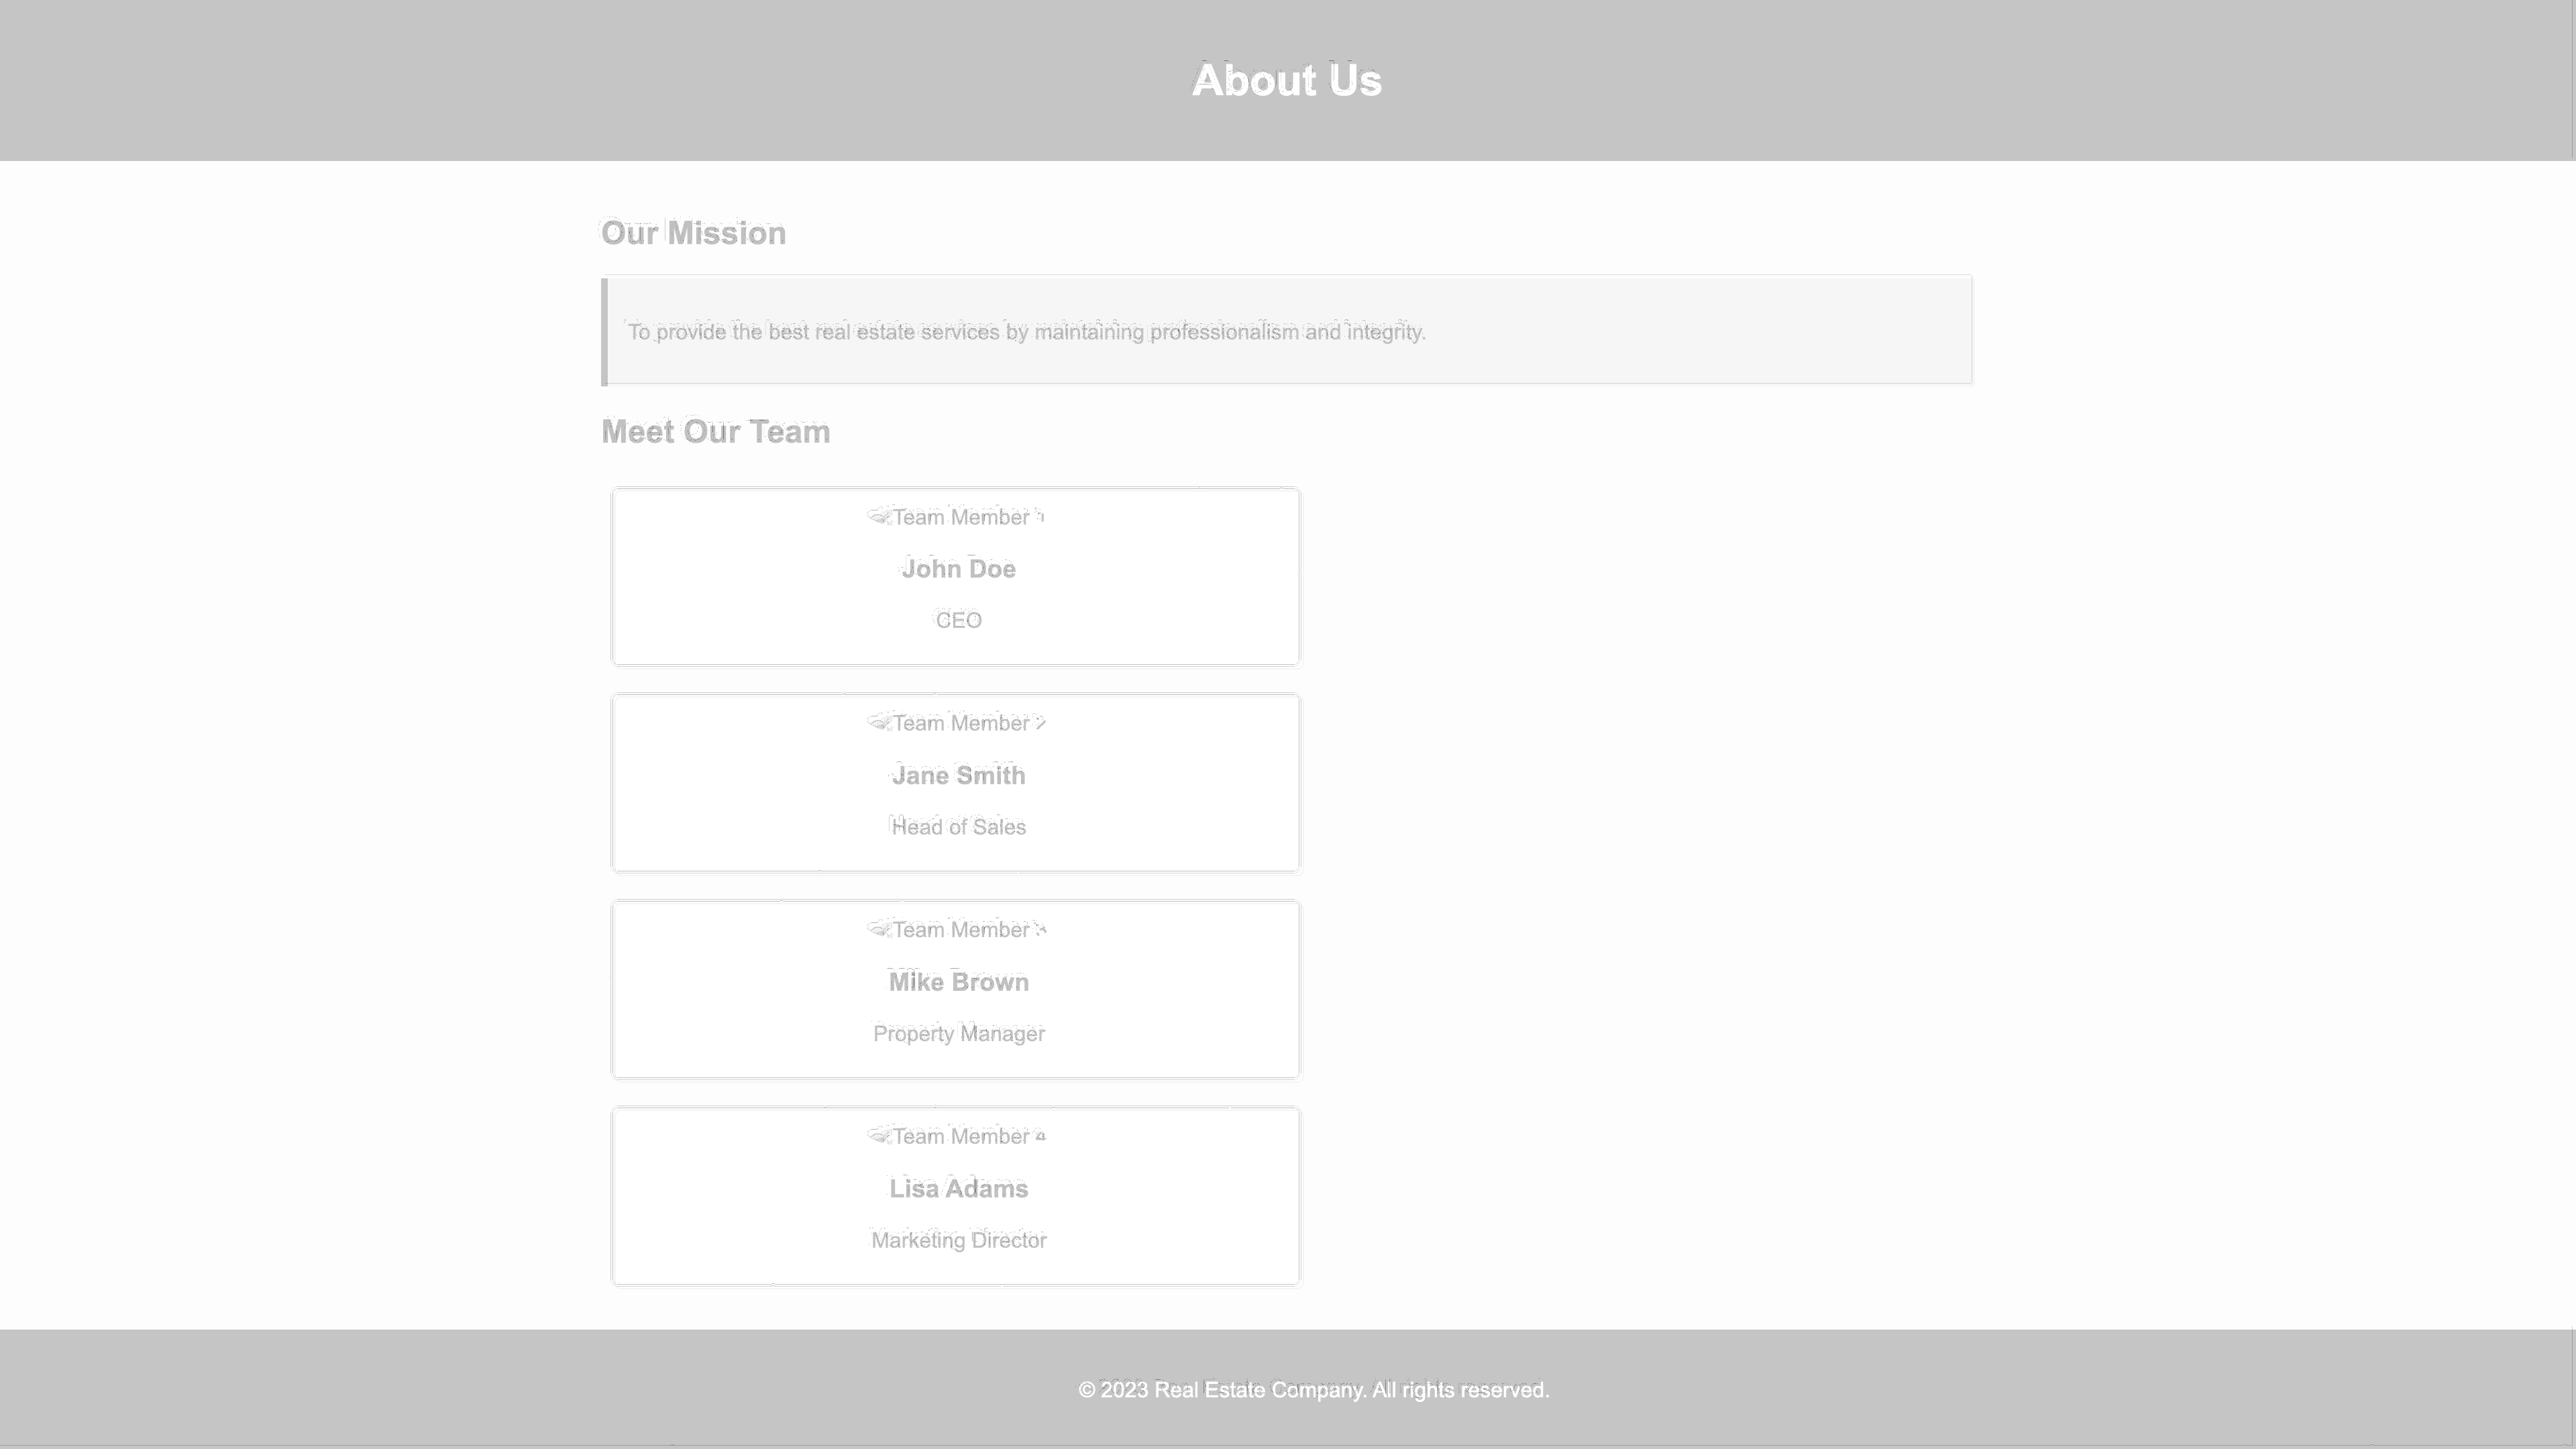 About Us
Our Mission
To provide the best real estate services by maintaining professionalism and integrity.
Meet Our Team
Team Member 1
John Doe
CEO
Team Member 2
Jane Smith
Head of Sales
Team Member 3
Mike Brown
Property Manager
Team Member 4
Lisa Adams
Marketing Director
© 2023 Real Estate Company. All rights reserved.